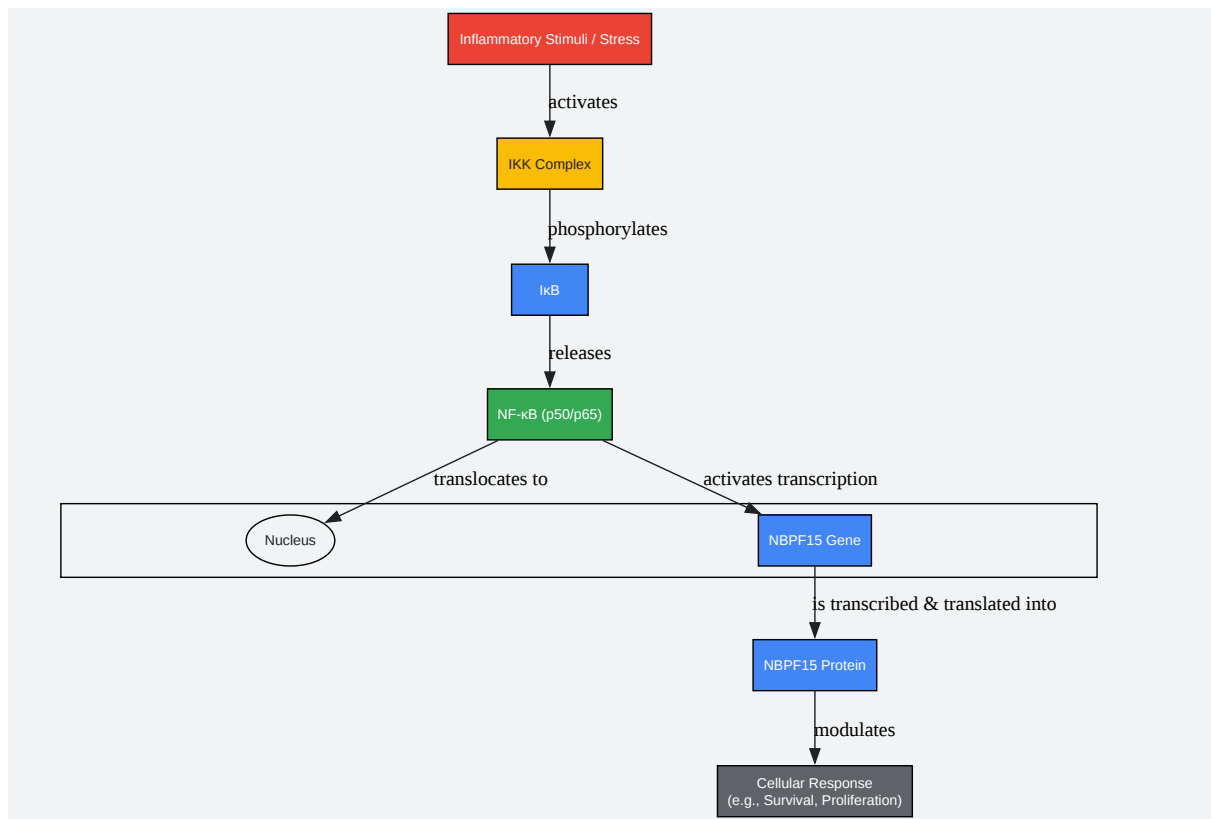 Inflammatory Stimuli / Stress
activates
IKK Complex
phosphorylates
IκB
releases
NF-κB (p50/p65)
translocates to
activates transcription
Nucleus
NBPF15 Gene
is transcribed & translated into
NBPF15 Protein
modulates
Cellular Response
(e.g., Survival, Proliferation)